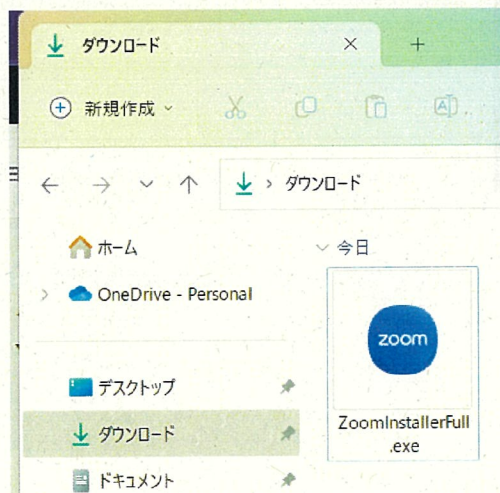 ダウンロード
新規作成
ダウンロード
ホーム
今日
OneDrive - Personal
zoom
デスクトップ
ダウンロード
ZoomInstallerFull
.exe
ドキュメント